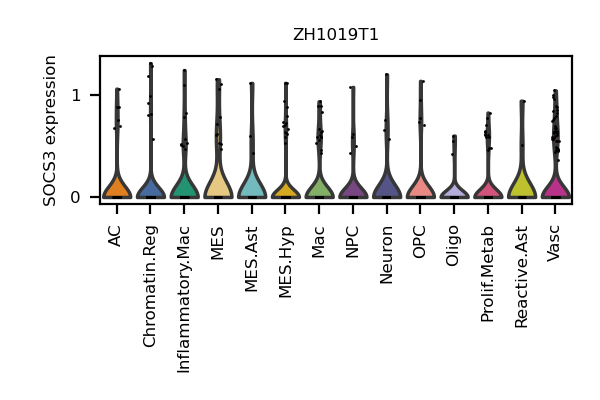 ZH1019T1
SOCS3 expression
1
0
AC
Chromatin.Reg
Inflammatory.Mac
MES
MES.Ast
MES.Hyp
Mac
NPC
Neuron
OPC
Oligo
Prolif.Metab
Reactive.Ast
Vasc